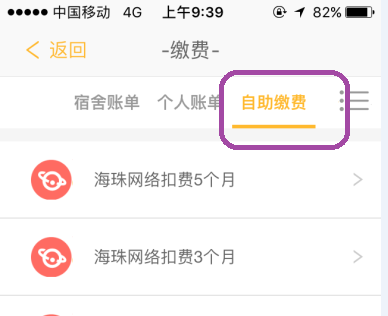 中国移动 4G 上午9:39 82%
返回 -缴费-
宿舍账单 个人账单 自助缴费
海珠网络扣费5个月
海珠网络扣费3个月